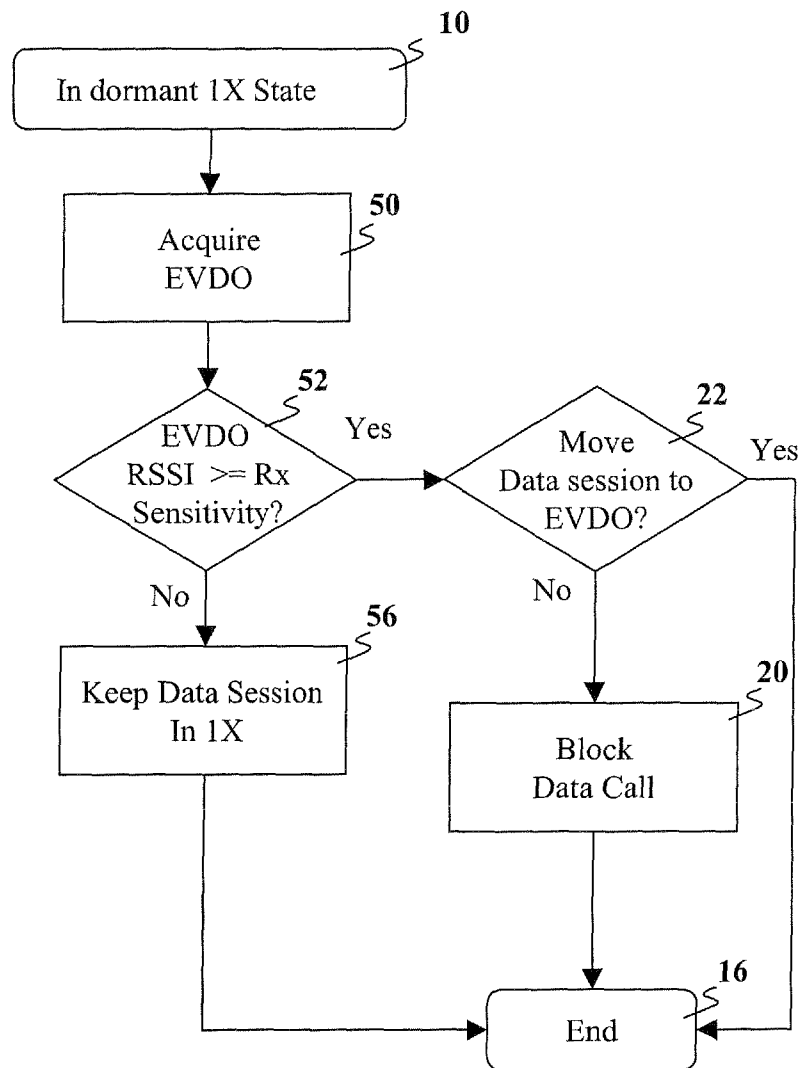 10
In dormant 1X State
50
Acquire
EVDO
52
EVDO
RSSI >= Rx
Sensitivity?
Yes
22
Move
Data session to
EVDO?
Yes
No
No
56
Keep Data Session
In 1X
20
Block
Data Call
16
End